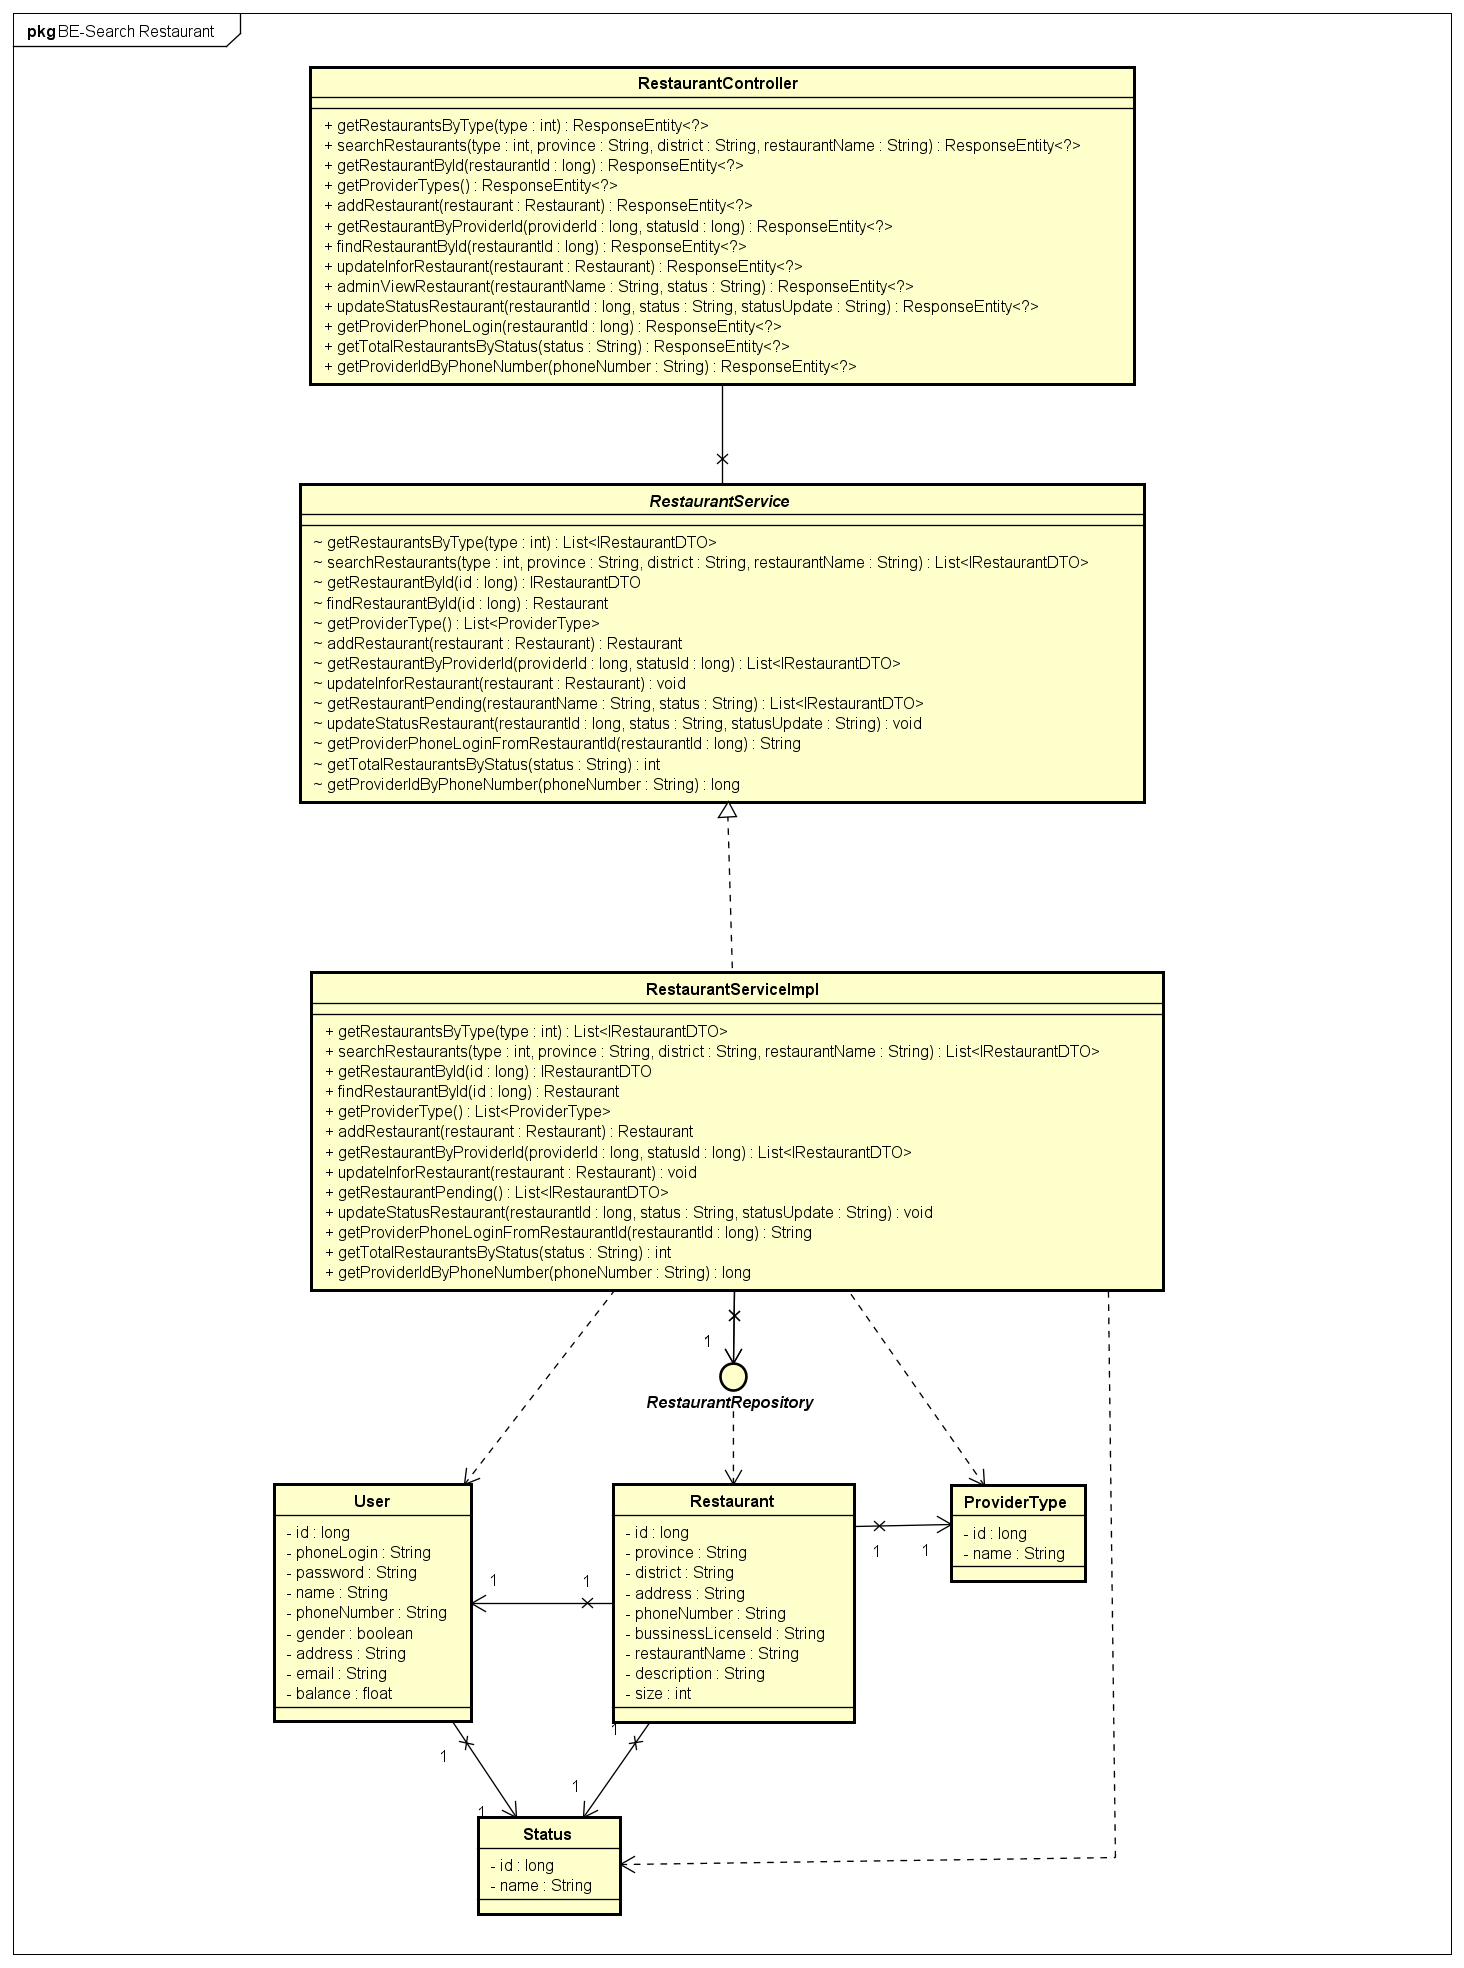 pkg BE-Search Restaurant
RestaurantController
+ getRestaurantsByType(type : int) : ResponseEntity<?>
+ searchRestaurants(type : int, province : String, district : String, restaurantName : String) : ResponseEntity<?>
+ getRestaurantById(restaurantId : long) : ResponseEntity<?>
+ getProviderTypes() : ResponseEntity<?>
+ addRestaurant(restaurant : Restaurant) : ResponseEntity<?>
+ getRestaurantByProviderId(providerId : long, statusId : long) : ResponseEntity<?>
+ findRestaurantById(restaurantId : long) : ResponseEntity<?>
+ updateInforRestaurant(restaurant : Restaurant) : ResponseEntity<?>
+ adminViewRestaurant(restaurantName : String, status : String) : ResponseEntity<?>
+ updateStatusRestaurant(restaurantId : long, status : String, statusUpdate : String) : ResponseEntity<?>
+ getProviderPhoneLogin(restaurantId : long) : ResponseEntity<?>
+ getTotalRestaurantsByStatus(status : String) : ResponseEntity<?>
+ getProviderIdByPhoneNumber(phoneNumber : String) : ResponseEntity<?>
RestaurantService
~ getRestaurantsByType(type : int) : List<IRestaurantDTO>
~ searchRestaurants(type : int, province : String, district : String, restaurantName : String) : List<IRestaurantDTO>
~ getRestaurantById(id : long) : IRestaurantDTO
~ findRestaurantById(id : long) : Restaurant
~ getProviderType() : List<ProviderType>
~ addRestaurant(restaurant : Restaurant) : Restaurant
~ getRestaurantByProviderId(providerId : long, statusId : long) : List<IRestaurantDTO>
~ updateInforRestaurant(restaurant : Restaurant) : void
~ getRestaurantPending(restaurantName : String, status : String) : List<IRestaurantDTO>
~ updateStatusRestaurant(restaurantId : long, status : String, statusUpdate : String) : void
~ getProviderPhoneLoginFromRestaurantId(restaurantId : long) : String
~ getTotalRestaurantsByStatus(status : String) : int
~ getProviderIdByPhoneNumber(phoneNumber : String) : long
RestaurantServiceImpl
+ getRestaurantsByType(type : int) : List<IRestaurantDTO>
+ searchRestaurants(type : int, province : String, district : String, restaurantName : String) : List<IRestaurantDTO>
+ getRestaurantById(id : long) : IRestaurantDTO
+ findRestaurantById(id : long) : Restaurant
+ getProviderType() : List<ProviderType>
+ addRestaurant(restaurant : Restaurant) : Restaurant
+ getRestaurantByProviderId(providerId : long, statusId : long) : List<IRestaurantDTO>
+ updateInforRestaurant(restaurant : Restaurant) : void
+ getRestaurantPending() : List<IRestaurantDTO>
+ updateStatusRestaurant(restaurantId : long, status : String, statusUpdate : String) : void
+ getProviderPhoneLoginFromRestaurantId(restaurantId : long) : String
+ getTotalRestaurantsByStatus(status : String) : int
+ getProviderIdByPhoneNumber(phoneNumber : String) : long
1
RestaurantRepository
User
- id : long
- phoneLogin : String
- password : String
- name : String
- phoneNumber : String
- gender : boolean
- address : String
- email : String
- balance : float
1 1
Restaurant
- id : long
- province : String
- district : String
- address : String
- phoneNumber : String
- bussinessLicenseId : String
- restaurantName : String
- description : String
- size : int
1 1
ProviderType
- id : long
- name : String
1
1
1
1
Status
- id : long
- name : String